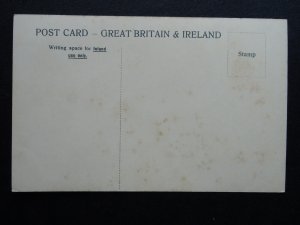 POST CARD – GREAT BRITAIN & IRELAND
Writing space for Inland
use only.
Stamp